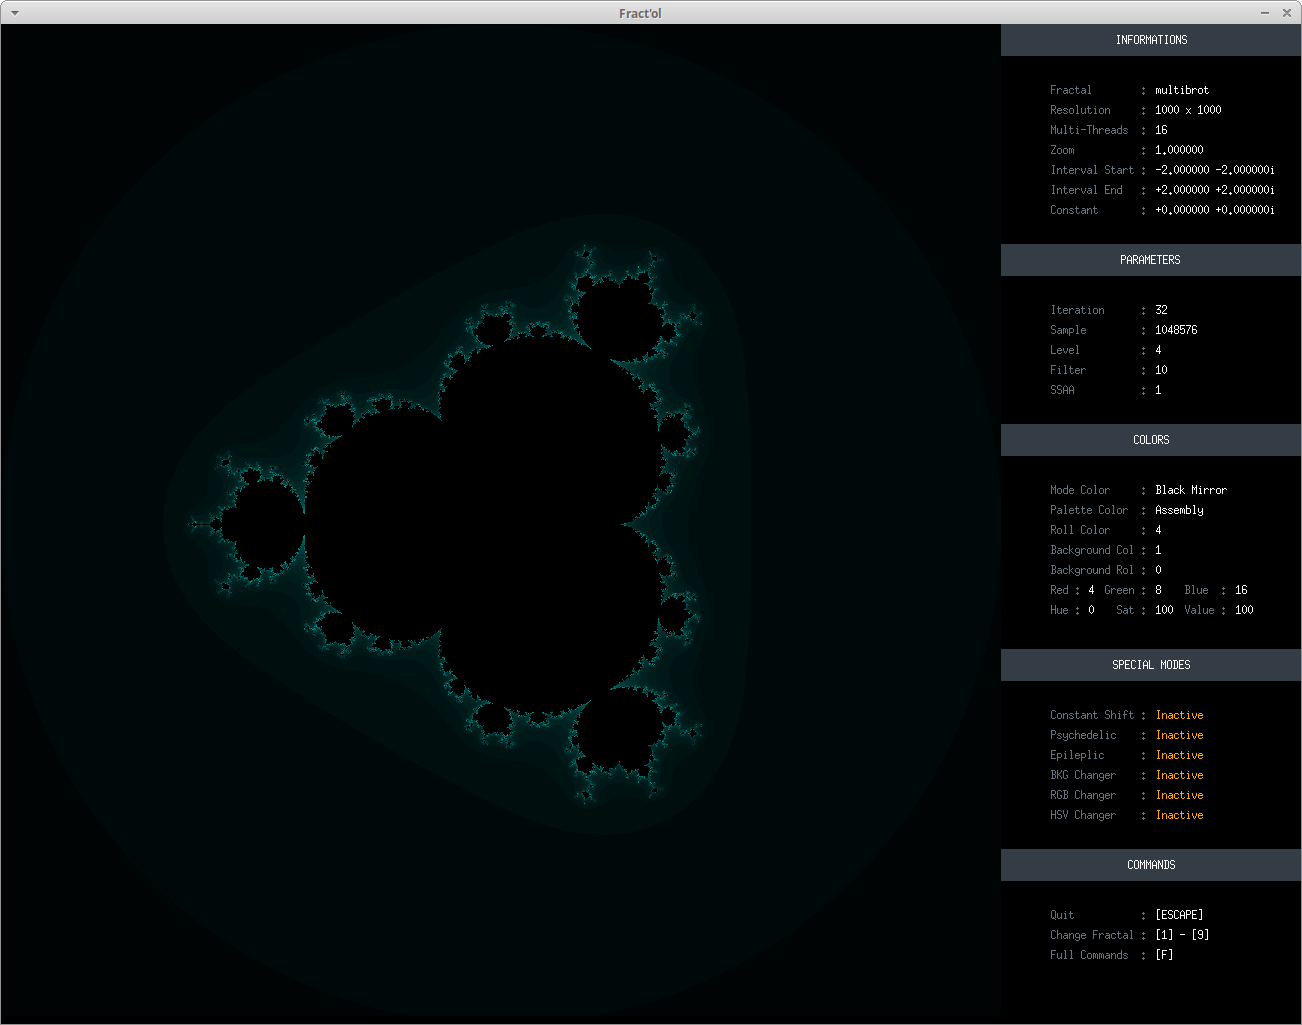 Fract'ol
INFORMATIONS
Fractal : multibrot
Resolution : 1000 x 1000
Multi-Threads : 16
Zoom : 1.000000
Interval Start : -2.000000 -2.000000i
Interval End : +2.000000 +2.000000i
Constant : +0.000000 +0.000000i
PARAMETERS
Iteration : 32
Sample : 1048576
Level : 4
Filter : 10
SSAA : 1
COLORS
Mode Color : Black Mirror
Palette Color : Assembly
Roll Color : 4
Background Col : 1
Background Rol : 0
Red : 4 Green : 8 Blue : 16
Hue : 0 Sat : 100 Value : 100
SPECIAL MODES
Constant Shift : Inactive
Psychedelic : Inactive
Epileplic : Inactive
BKG Changer : Inactive
RGB Changer : Inactive
HSV Changer : Inactive
COMMANDS
Quit : [ESCAPE]
Change Fractal : [1] - [9]
Full Commands : [F]